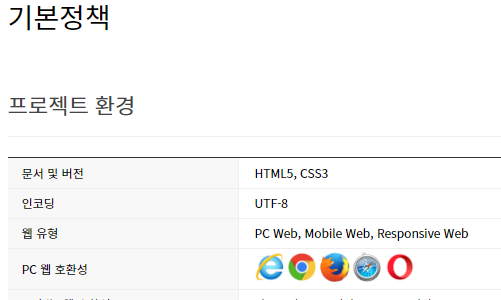 기본정책
프로젝트 환경
문서 및 버전 HTML5, CSS3
인코딩 UTF-8
웹 유형 PC Web, Mobile Web, Responsive Web
PC 웹 호환성